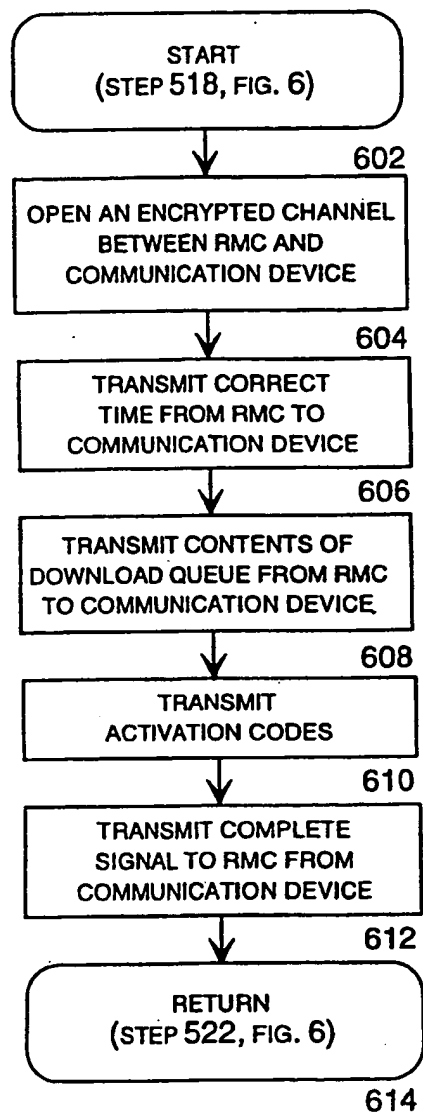 START
(STEP 518, FIG. 6)
602
OPEN AN ENCRYPTED CHANNEL
BETWEEN RMC AND
COMMUNICATION DEVICE
604
TRANSMIT CORRECT
TIME FROM RMC TO
COMMUNICATION DEVICE
606
TRANSMIT CONTENTS OF
DOWNLOAD QUEUE FROM RMC
TO COMMUNICATION DEVICE
608
TRANSMIT
ACTIVATION CODES
610
TRANSMIT COMPLETE
SIGNAL TO RMC FROM
COMMUNICATION DEVICE
612
RETURN
(STEP 522, FIG. 6)
614